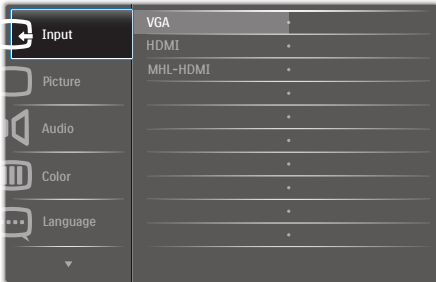 Input
VGA
HDMI
MHL-HDMI
Picture
Audio
Color
Language